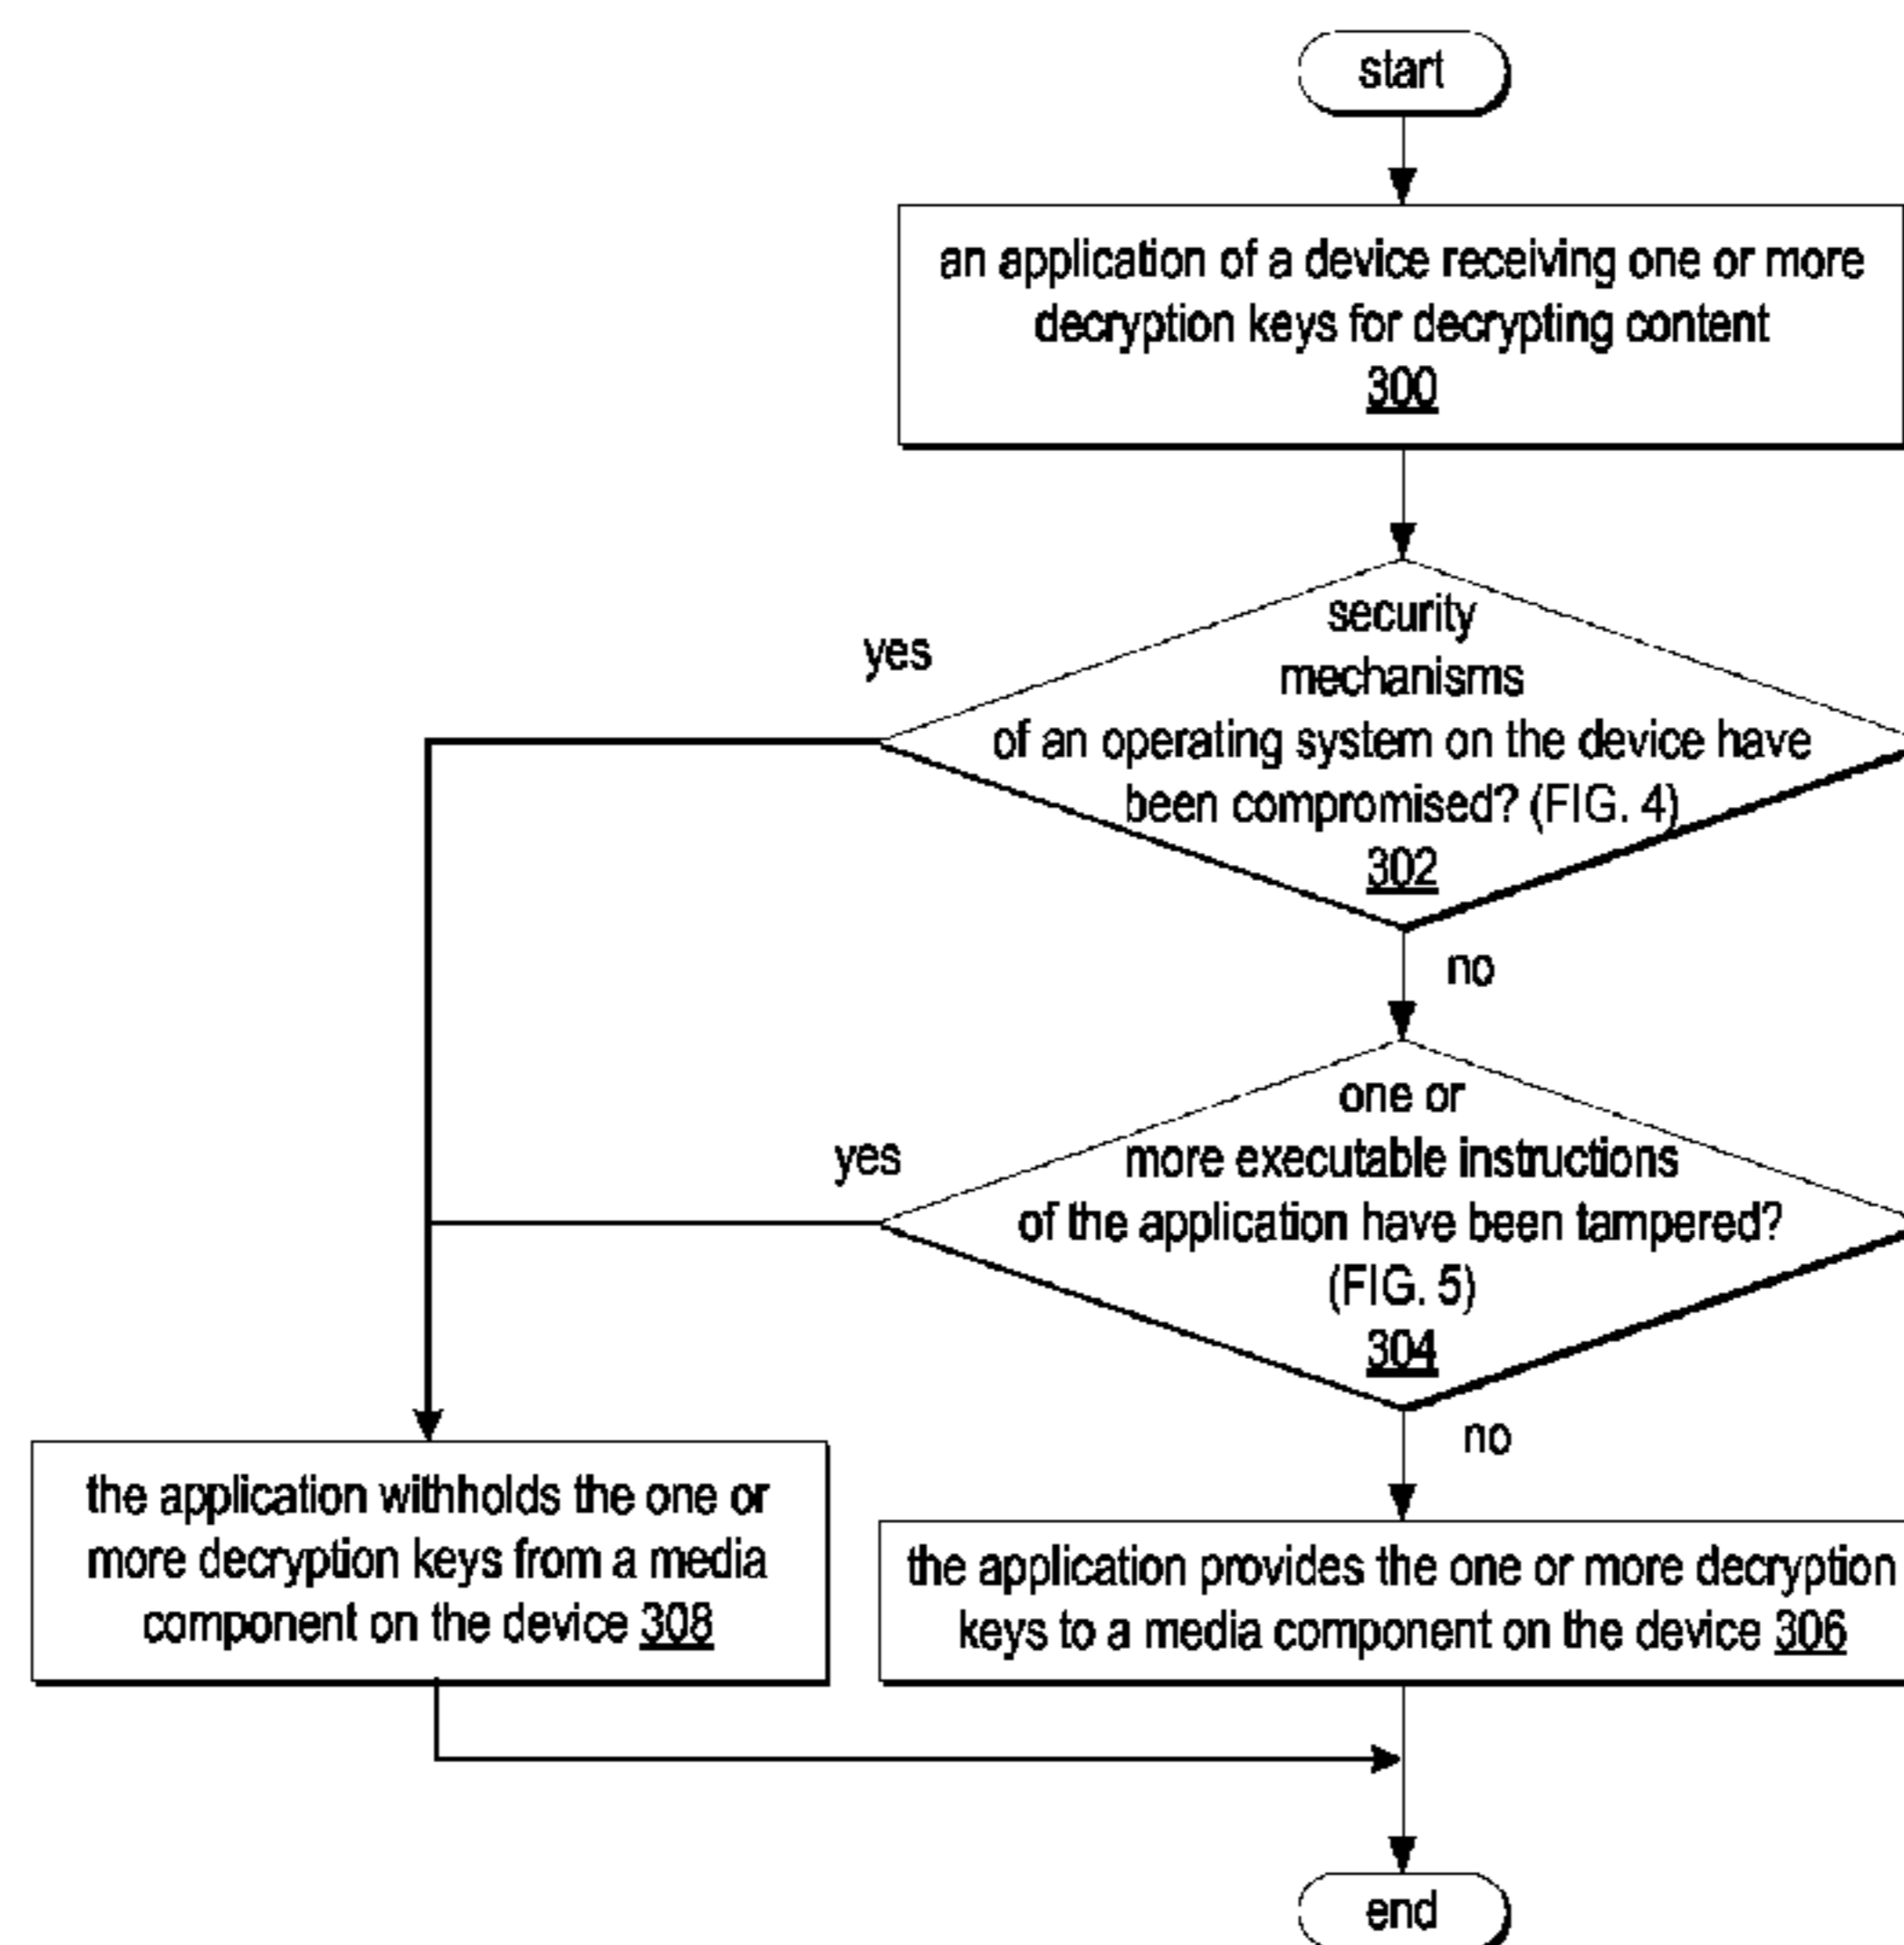 start
an application of a device receiving one or more
decryption keys for decrypting content
300
security
mechanisms
of an operating system on the device have
been compromised? (FIG. 4)
302
yes
no
one or
more executable instructions
of the application have been tampered?
(FIG. 5)
304
yes
no
the application withholds the one or
more decryption keys from a media
component on the device 308
the application provides the one or more decryption
keys to a media component on the device 306
end